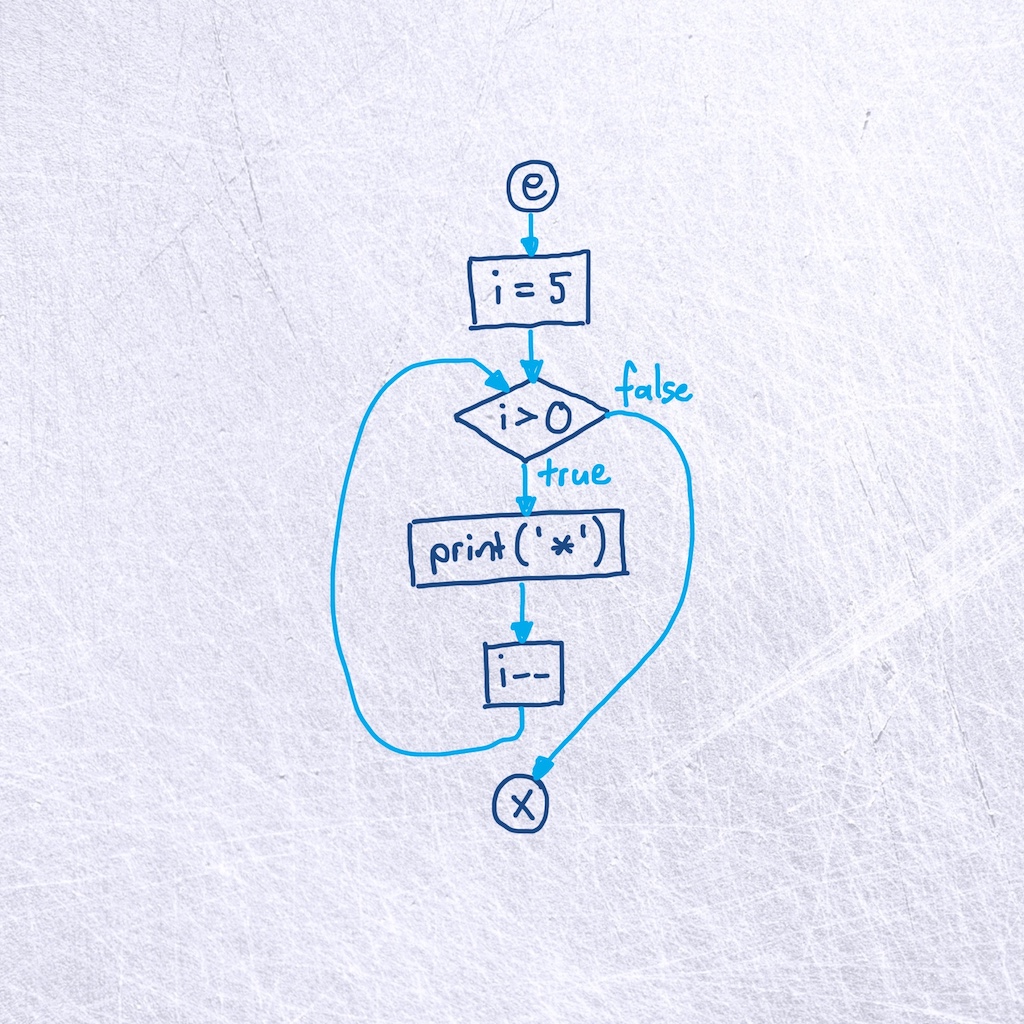 e
i = 5
i > 0
false
true
print('*')
i--
x